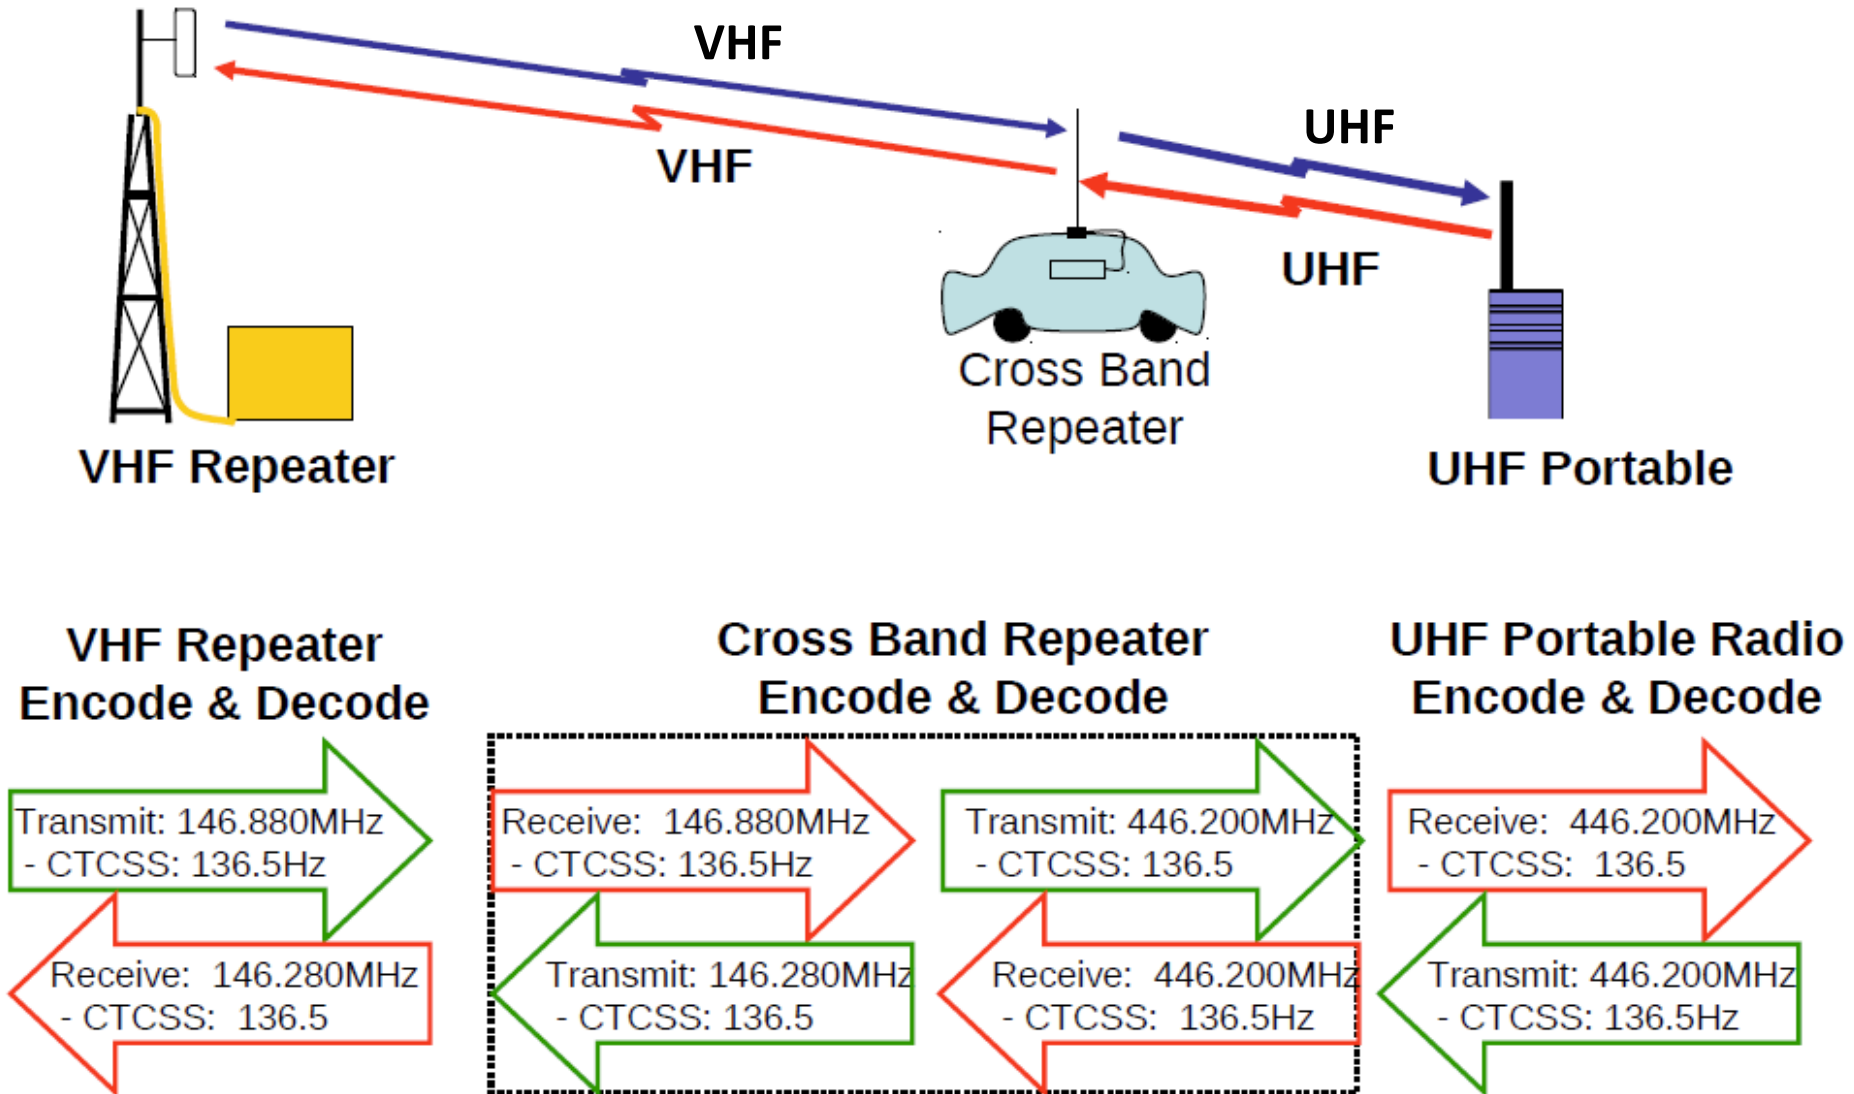 VHF
VHF
UHF
UHF
Cross Band
Repeater
VHF Repeater
UHF Portable
VHF Repeater
Encode & Decode
Cross Band Repeater
Encode & Decode
UHF Portable Radio
Encode & Decode
Transmit: 146.880MHz
- CTCSS: 136.5Hz
Receive: 146.280MHz
- CTCSS: 136.5
Receive: 146.880MHz
- CTCSS: 136.5Hz
Transmit: 446.200MHz
- CTCSS: 136.5
Transmit: 146.280MHz
- CTCSS: 136.5
Receive: 446.200MHz
- CTCSS: 136.5Hz
Receive: 446.200MHz
- CTCSS: 136.5
Transmit: 446.200MHz
- CTCSS: 136.5Hz